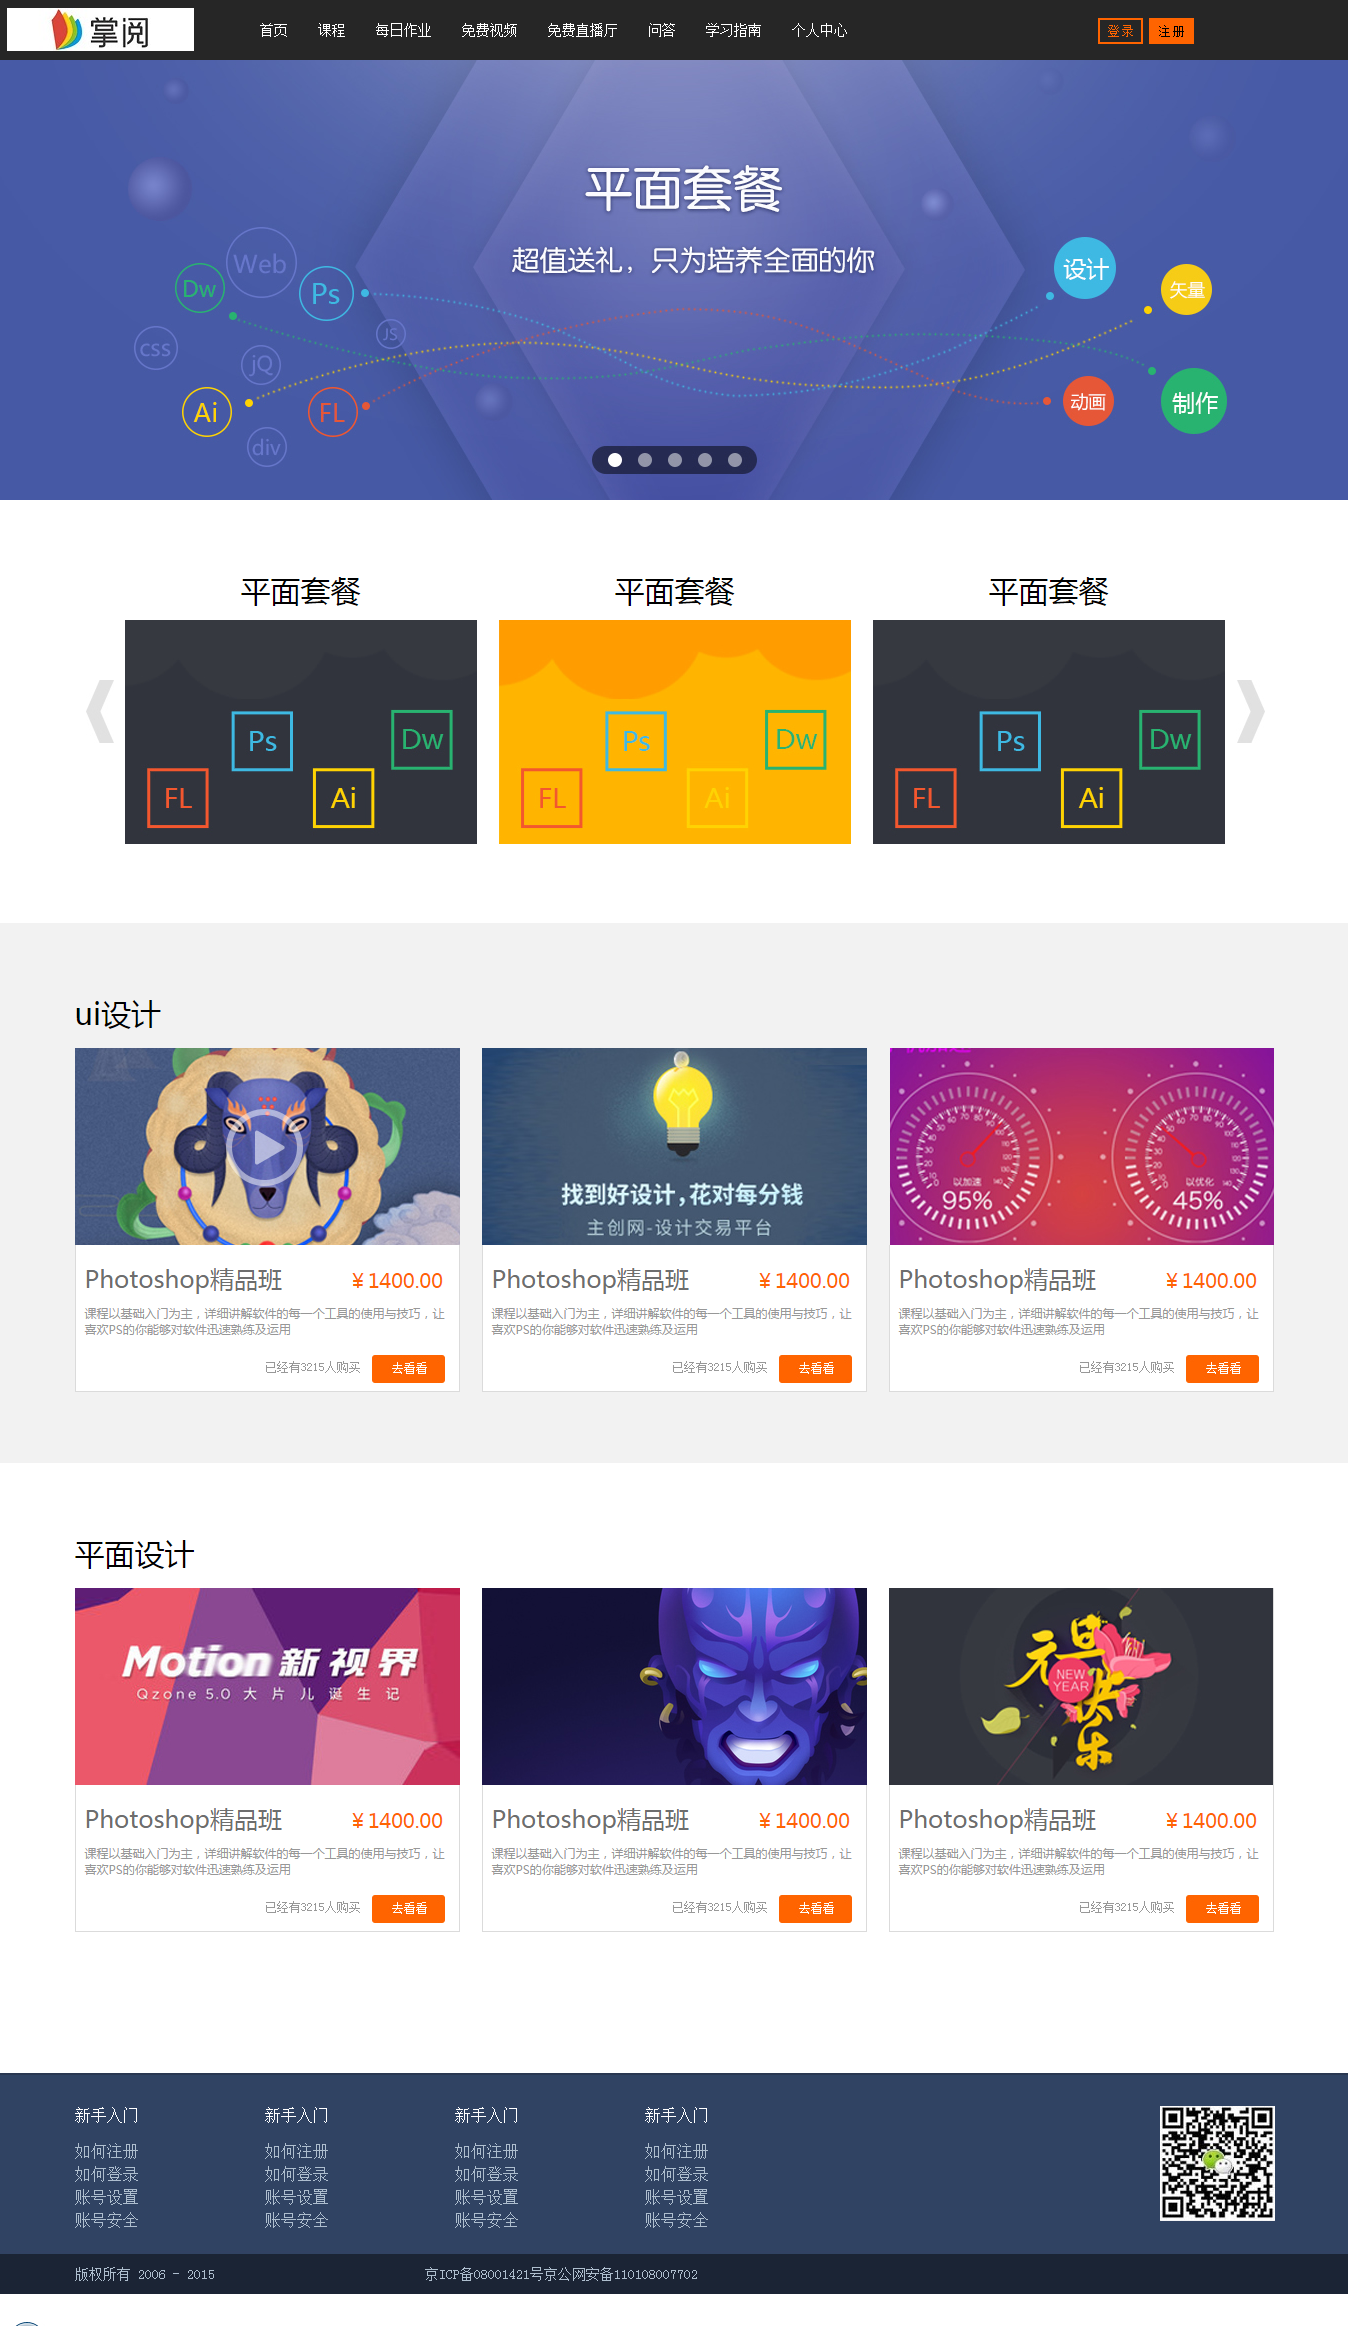 掌阅
首页 课程 每日作业 免费视频 免费直播厅 问答 学习指南 个人中心
登录 注册
平面套餐
超值送礼，只为培养全面的你
Web
Dw
Ps
css
jQ
JS
Ai
FL
div
设计
矢量
动画
制作
平面套餐 平面套餐 平面套餐
Ps Dw FL Ai
Ps Dw FL Ai
Ps Dw FL Ai
ui设计
找到好设计，花对每分钱
主创网-设计交易平台
以加速 95%
以优化 45%
Photoshop精品班 ¥ 1400.00
课程以基础入门为主，详细讲解软件的每一个工具的使用与技巧，让
喜欢PS的你能够对软件迅速熟练及运用
已经有3215人购买 去看看
Photoshop精品班 ¥ 1400.00
课程以基础入门为主，详细讲解软件的每一个工具的使用与技巧，让
喜欢PS的你能够对软件迅速熟练及运用
已经有3215人购买 去看看
Photoshop精品班 ¥ 1400.00
课程以基础入门为主，详细讲解软件的每一个工具的使用与技巧，让
喜欢PS的你能够对软件迅速熟练及运用
已经有3215人购买 去看看
平面设计
Motion新视界
Qzone 5.0 大片儿诞生记
元旦快乐
NEW
YEAR
Photoshop精品班 ¥ 1400.00
课程以基础入门为主，详细讲解软件的每一个工具的使用与技巧，让
喜欢PS的你能够对软件迅速熟练及运用
已经有3215人购买 去看看
Photoshop精品班 ¥ 1400.00
课程以基础入门为主，详细讲解软件的每一个工具的使用与技巧，让
喜欢PS的你能够对软件迅速熟练及运用
已经有3215人购买 去看看
Photoshop精品班 ¥ 1400.00
课程以基础入门为主，详细讲解软件的每一个工具的使用与技巧，让
喜欢PS的你能够对软件迅速熟练及运用
已经有3215人购买 去看看
新手入门 新手入门 新手入门 新手入门
如何注册 如何注册 如何注册 如何注册
如何登录 如何登录 如何登录 如何登录
账号设置 账号设置 账号设置 账号设置
账号安全 账号安全 账号安全 账号安全
版权所有 2006 - 2015 京ICP备08001421号京公网安备110108007702